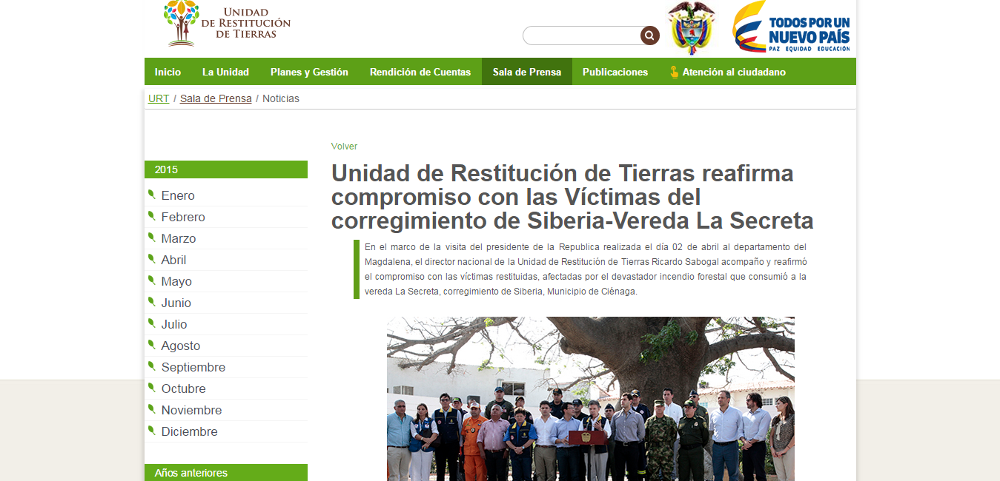 UNIDAD
DE RESTITUCIÓN
DE TIERRAS
TODOS POR UN
NUEVO PAÍS
PAZ EQUIDAD EDUCACIÓN
Inicio La Unidad Planes y Gestión Rendición de Cuentas Sala de Prensa Publicaciones Atención al ciudadano
URT / Sala de Prensa / Noticias
Volver
2015
Enero
Febrero
Marzo
Abril
Mayo
Junio
Julio
Agosto
Septiembre
Octubre
Noviembre
Diciembre
Años anteriores
Unidad de Restitución de Tierras reafirma
compromiso con las Víctimas del
corregimiento de Siberia-Vereda La Secreta
En el marco de la visita del presidente de la Republica realizada el día 02 de abril al departamento del
Magdalena, el director nacional de la Unidad de Restitución de Tierras Ricardo Sabogal acompaño y reafirmó
el compromiso con las víctimas restituidas, afectadas por el devastador incendio forestal que consumió a la
vereda La Secreta, corregimiento de Siberia, Municipio de Ciénaga.